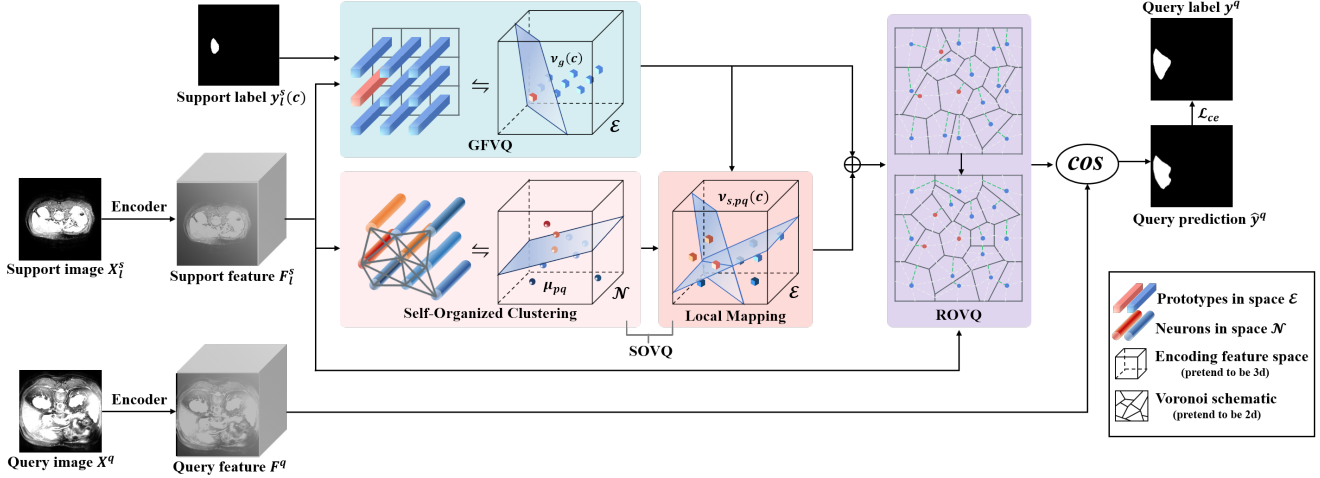 Query label y^q
Support label y_l^s(c)
ν_g(c)
⇌
ℰ
GFVQ
ℒ_ce
Encoder
cos
Query prediction ŷ^q
Support image X_l^s
Support feature F_l^s
⇌
μ_pq
𝒩
Self-Organized Clustering
ν_s,pq(c)
ℰ
Local Mapping
SOVQ
ROVQ
Prototypes in space ℰ
Neurons in space 𝒩
Encoding feature space
(pretend to be 3d)
Voronoi schematic
(pretend to be 2d)
Encoder
Query image X^q
Query feature F^q